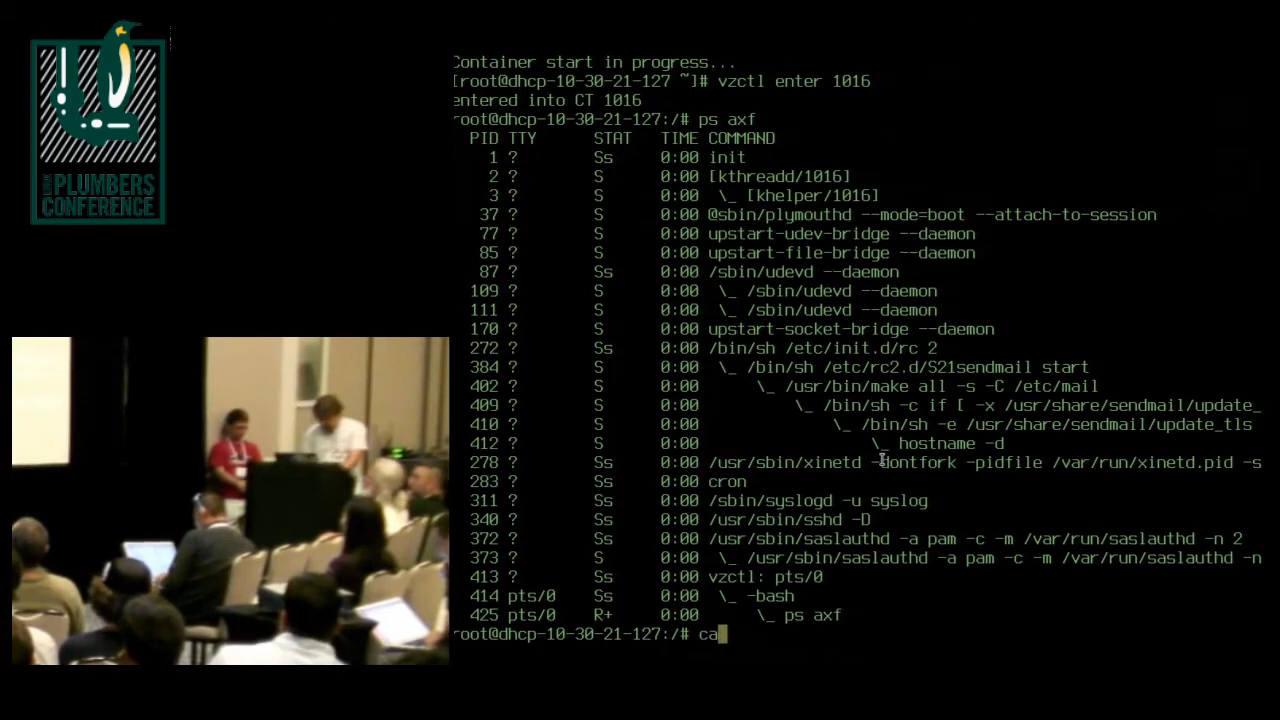 LINUX
PLUMBERS
CONFERENCE
Container start in progress...
[root@dhcp-10-30-21-127 ~]# vzctl enter 1016
entered into CT 1016
root@dhcp-10-30-21-127:/# ps axf
PID TTY STAT TIME COMMAND
1 ? Ss 0:00 init
2 ? S 0:00 [kthreadd/1016]
3 ? S 0:00 \_ [khelper/1016]
37 ? S 0:00 @sbin/plymouthd --mode=boot --attach-to-session
77 ? S 0:00 upstart-udev-bridge --daemon
85 ? S 0:00 upstart-file-bridge --daemon
87 ? Ss 0:00 /sbin/udevd --daemon
109 ? S 0:00 \_ /sbin/udevd --daemon
111 ? S 0:00 \_ /sbin/udevd --daemon
170 ? S 0:00 upstart-socket-bridge --daemon
272 ? Ss 0:00 /bin/sh /etc/init.d/rc 2
384 ? S 0:00 \_ /bin/sh /etc/rc2.d/S21sendmail start
402 ? S 0:00 \_ /usr/bin/make all -s -C /etc/mail
409 ? S 0:00 \_ /bin/sh -c if [ -x /usr/share/sendmail/update_
410 ? S 0:00 \_ /bin/sh -e /usr/share/sendmail/update_tls
412 ? S 0:00 \_ hostname -d
278 ? Ss 0:00 /usr/sbin/xinetd -dontfork -pidfile /var/run/xinetd.pid -s
283 ? Ss 0:00 cron
311 ? Ss 0:00 /sbin/syslogd -u syslog
340 ? Ss 0:00 /usr/sbin/sshd -D
372 ? Ss 0:00 /usr/sbin/saslauthd -a pam -c -m /var/run/saslauthd -n 2
373 ? S 0:00 \_ /usr/sbin/saslauthd -a pam -c -m /var/run/saslauthd -n
413 ? Ss 0:00 vzctl: pts/0
414 pts/0 Ss 0:00 \_ -bash
425 pts/0 R+ 0:00 \_ ps axf
root@dhcp-10-30-21-127:/# ca